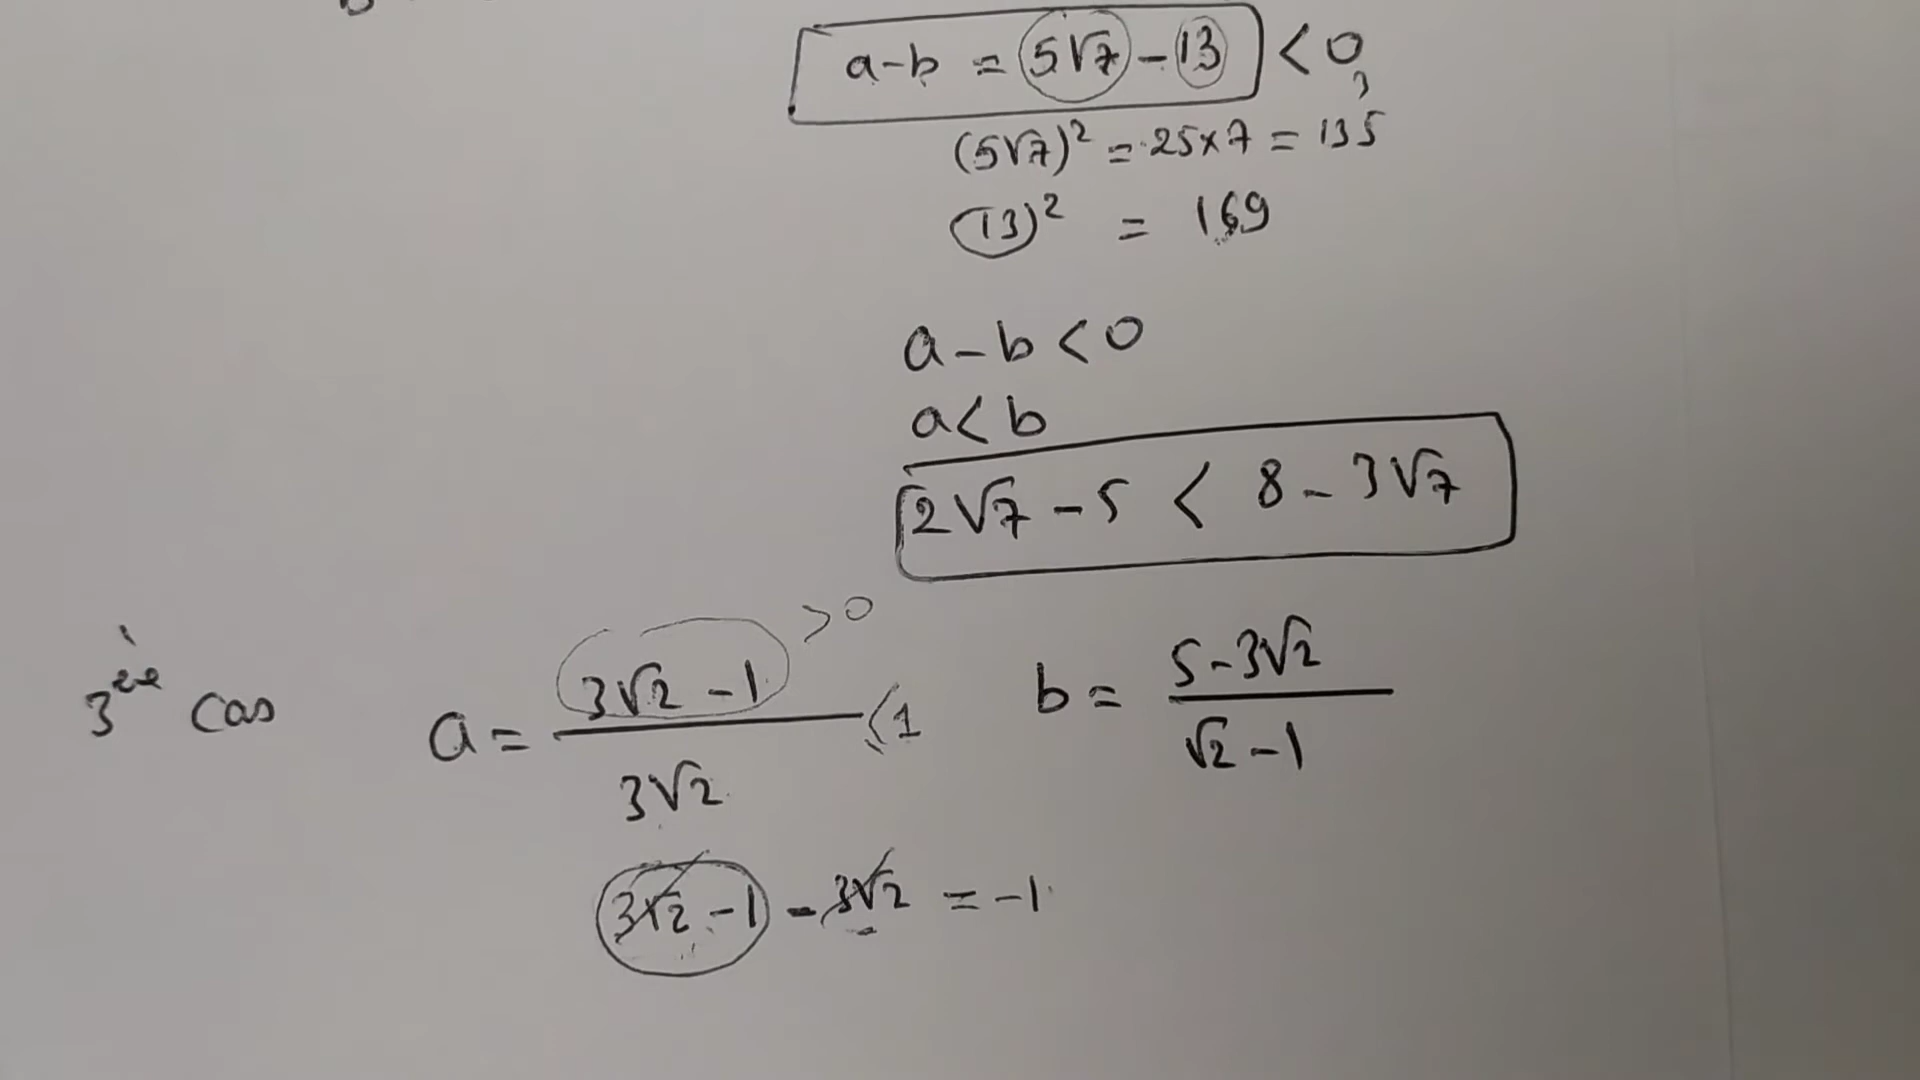 a-b = 5√7 - 13 < 0,
(5√7)² = 25×7 = 135
(13)² = 169
a-b<0
a<b
2√7 - 5 < 8 - 3√7
3ère cas a = (3√2 - 1)/(3√2) >0 <1 b = (5-3√2)/(√2-1)
3√2 - 1 - 3√2 = -1